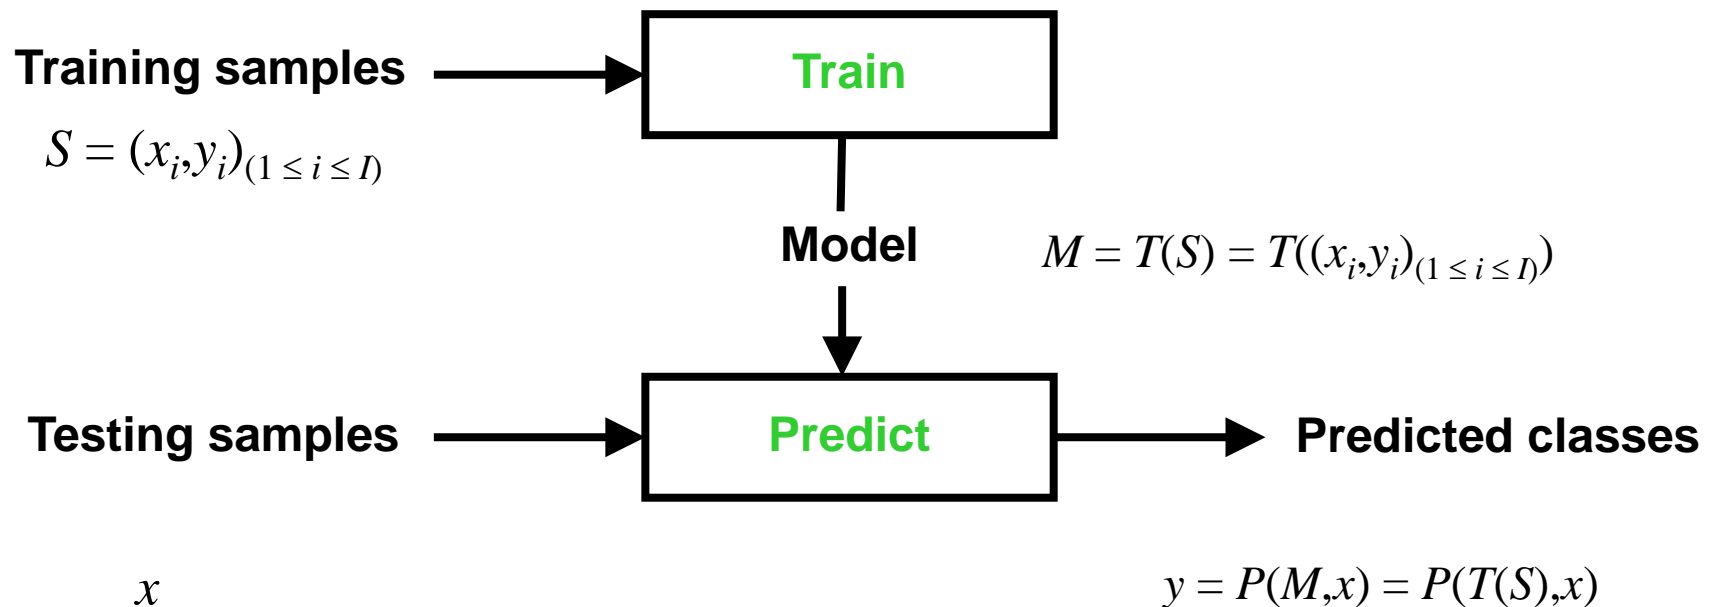 Training samples
Train
S = (x_i,y_i)_(1 ≤ i ≤ I)
Model
M = T(S) = T((x_i,y_i)_(1 ≤ i ≤ I))
Testing samples
Predict
Predicted classes
x
y = P(M,x) = P(T(S),x)